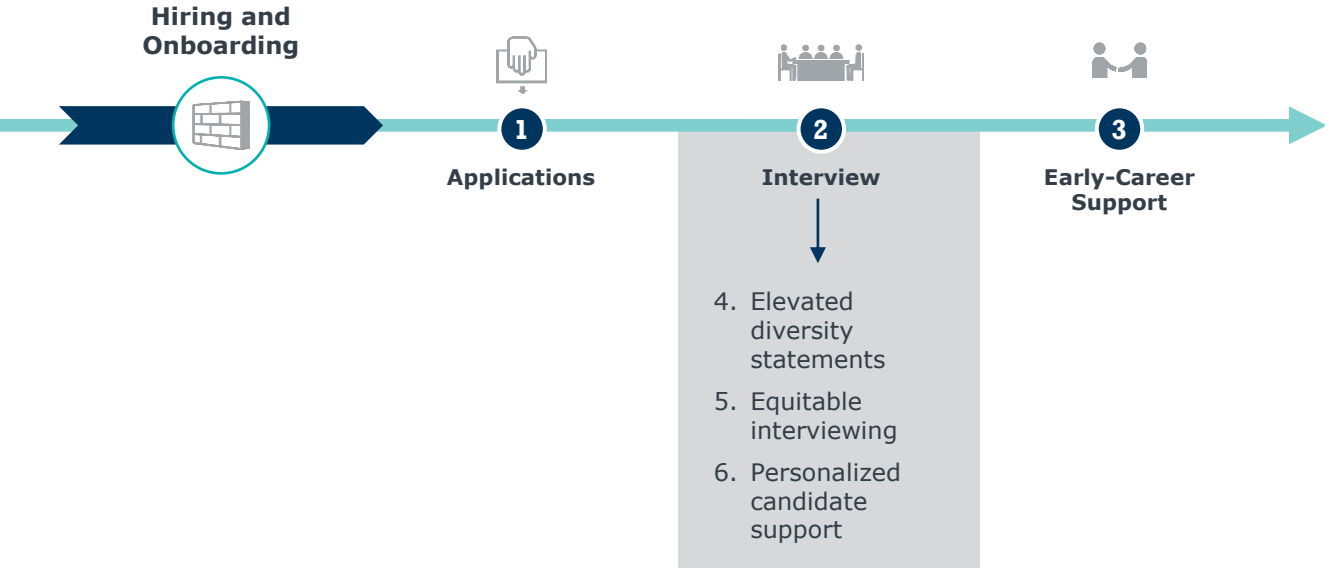 Hiring and
Onboarding
1
2
3
Applications
Interview
Early-Career
Support
4. Elevated
diversity
statements
5. Equitable
interviewing
6. Personalized
candidate
support